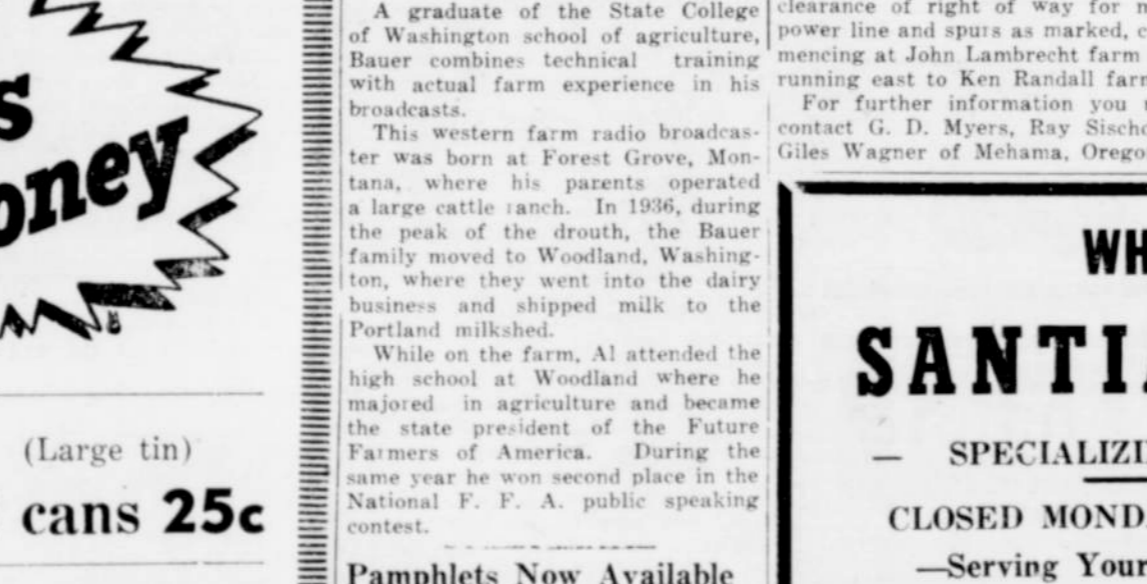 s
oney
(Large tin)
cans 25c
A graduate of the State College
of Washington school of agriculture,
Bauer combines technical training
with actual farm experience in his
broadcasts.
This western farm radio broadcas-
ter was born at Forest Grove, Mon-
tana, where his parents operated
a large cattle ranch. In 1936, during
the peak of the drouth, the Bauer
family moved to Woodland, Washing-
ton, where they went into the dairy
business and shipped milk to the
Portland milkshed.
While on the farm, Al attended the
high school at Woodland where he
majored in agriculture and became
the state president of the Future
Farmers of America. During the
same year he won second place in the
National F. F. A. public speaking
contest.
Pamphlets Now Available
clearance of right of way for
power line and spurs as marked,
mencing at John Lambrecht farm
running east to Ken Randall
For further information you
contact G. D. Myers, Ray
Giles Wagner of Mehama,
WH
SANTI
— SPECIALIZI
CLOSED MOND
—Serving Your